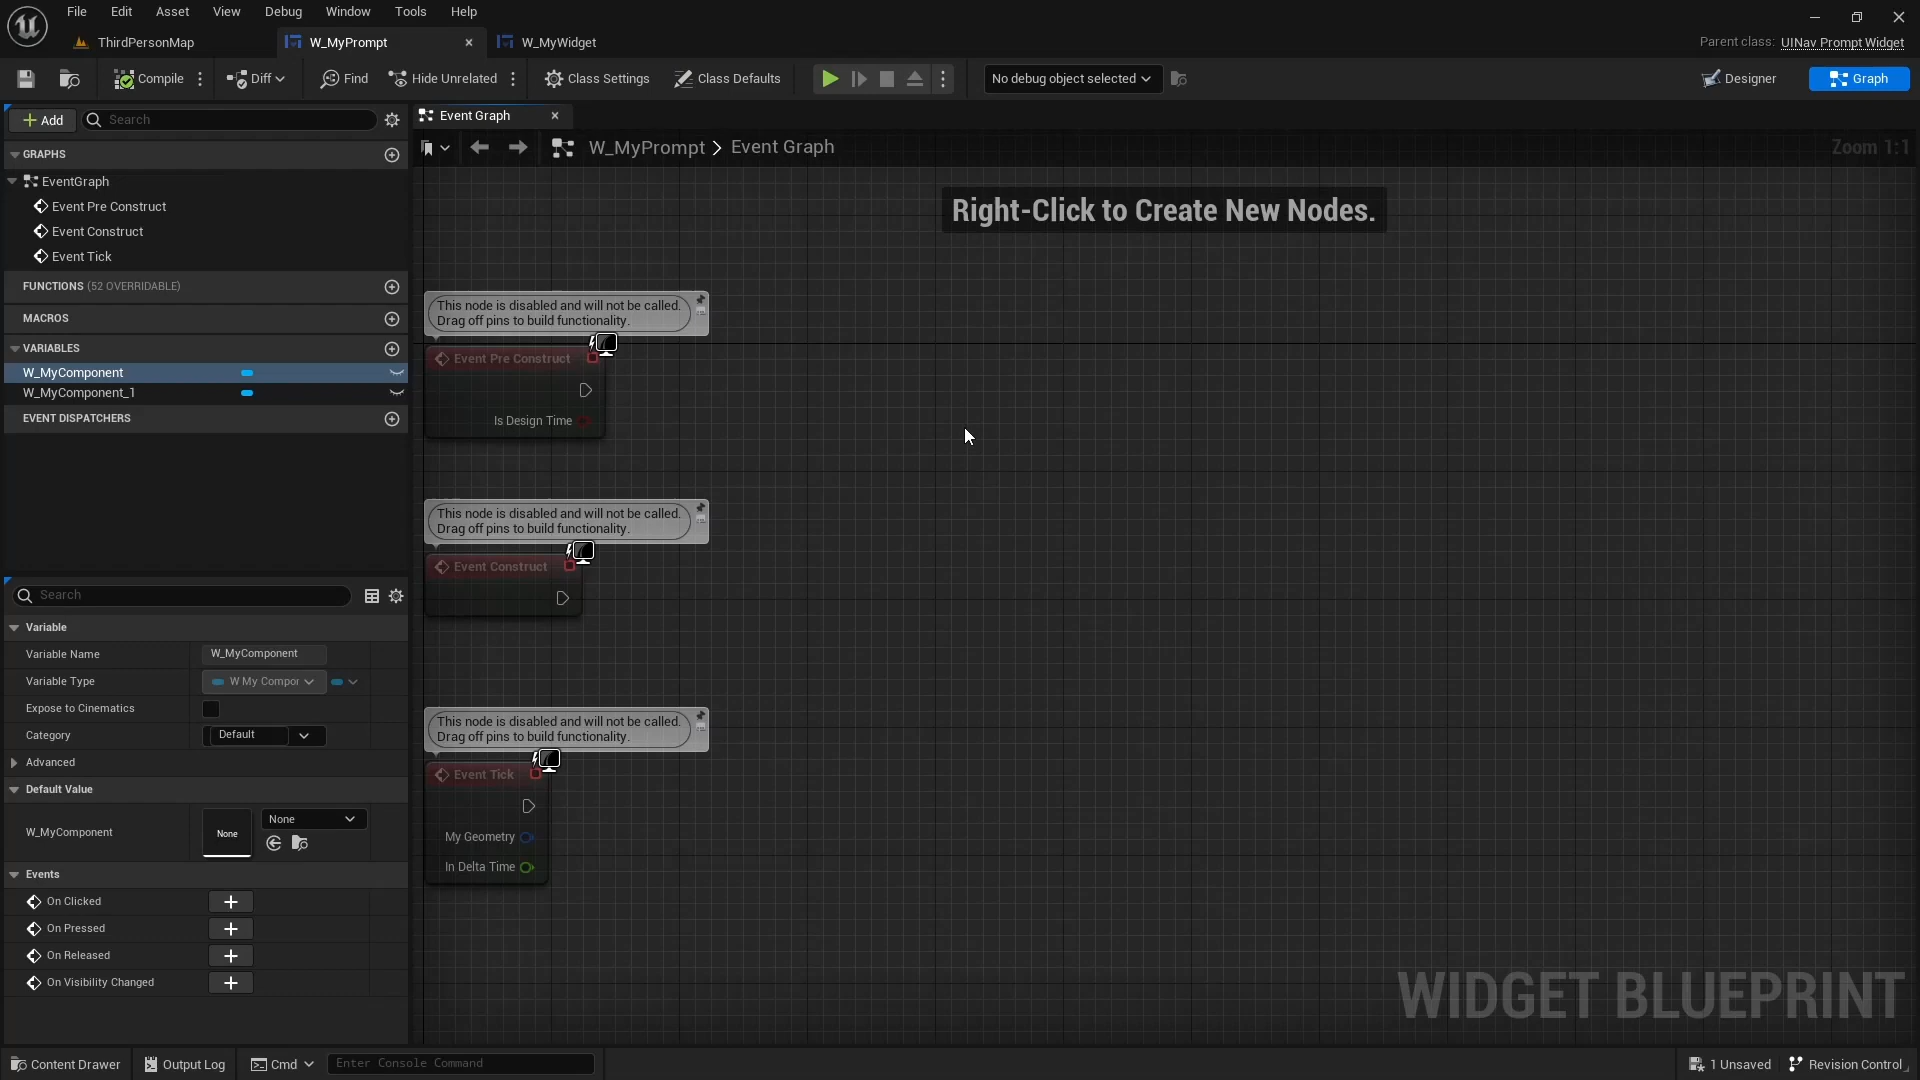 File Edit Asset View Debug Window Tools Help
ThirdPersonMap W_MyPrompt W_MyWidget
Parent class: UINav Prompt Widget
Compile Diff Find Hide Unrelated Class Settings Class Defaults No debug object selected Designer Graph
Add Search
Event Graph
W_MyPrompt > Event Graph
Zoom 1:1
GRAPHS
EventGraph
Event Pre Construct
Event Construct
Event Tick
FUNCTIONS (52 OVERRIDABLE)
MACROS
VARIABLES
W_MyComponent
W_MyComponent_1
EVENT DISPATCHERS
Right-Click to Create New Nodes.
This node is disabled and will not be called.
Drag off pins to build functionality.
Event Pre Construct
Is Design Time
This node is disabled and will not be called.
Drag off pins to build functionality.
Event Construct
This node is disabled and will not be called.
Drag off pins to build functionality.
Event Tick
My Geometry
In Delta Time
Search
Variable
Variable Name W_MyComponent
Variable Type W My Compor
Expose to Cinematics
Category Default
Advanced
Default Value
W_MyComponent None None
Events
On Clicked
On Pressed
On Released
On Visibility Changed
WIDGET BLUEPRINT
Content Drawer Output Log Cmd Enter Console Command 1 Unsaved Revision Control